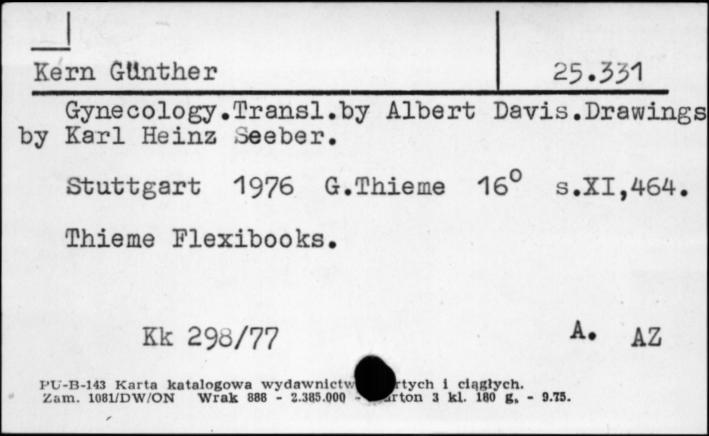 Kern Günther 25.331
Gynecology.Transl.by Albert Davis.Drawings
by Karl Heinz Seeber.
Stuttgart 1976 G.Thieme 16° s.XI,464.
Thieme Flexibooks.
Kk 298/77 A. AZ
PU-B-143 Karta katalogowa wydawnictw rtych i ciągłych.
Zam. 1081/DW/ON Wrak 888 - 2.385.000 - arton 3 kl. 180 g. - 9.75.